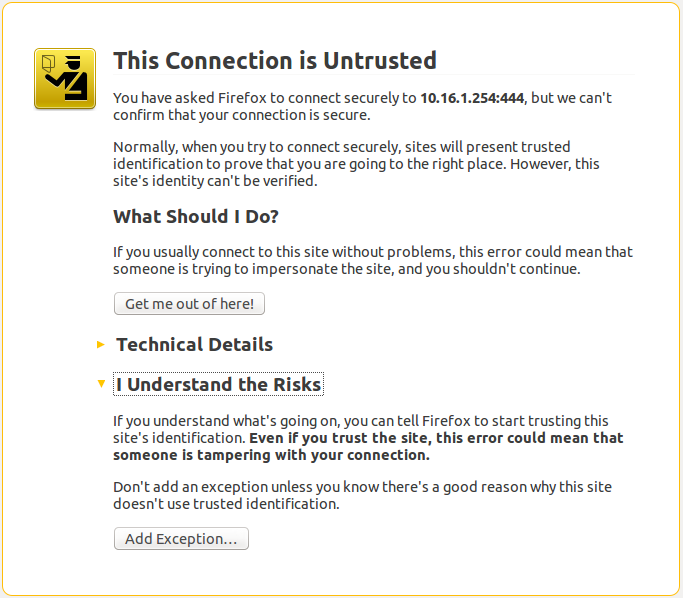 This Connection is Untrusted
You have asked Firefox to connect securely to 10.16.1.254:444, but we can't
confirm that your connection is secure.
Normally, when you try to connect securely, sites will present trusted
identification to prove that you are going to the right place. However, this
site's identity can't be verified.
What Should I Do?
If you usually connect to this site without problems, this error could mean that
someone is trying to impersonate the site, and you shouldn't continue.
Get me out of here!
Technical Details
I Understand the Risks
If you understand what's going on, you can tell Firefox to start trusting this
site's identification. Even if you trust the site, this error could mean that
someone is tampering with your connection.
Don't add an exception unless you know there's a good reason why this site
doesn't use trusted identification.
Add Exception...